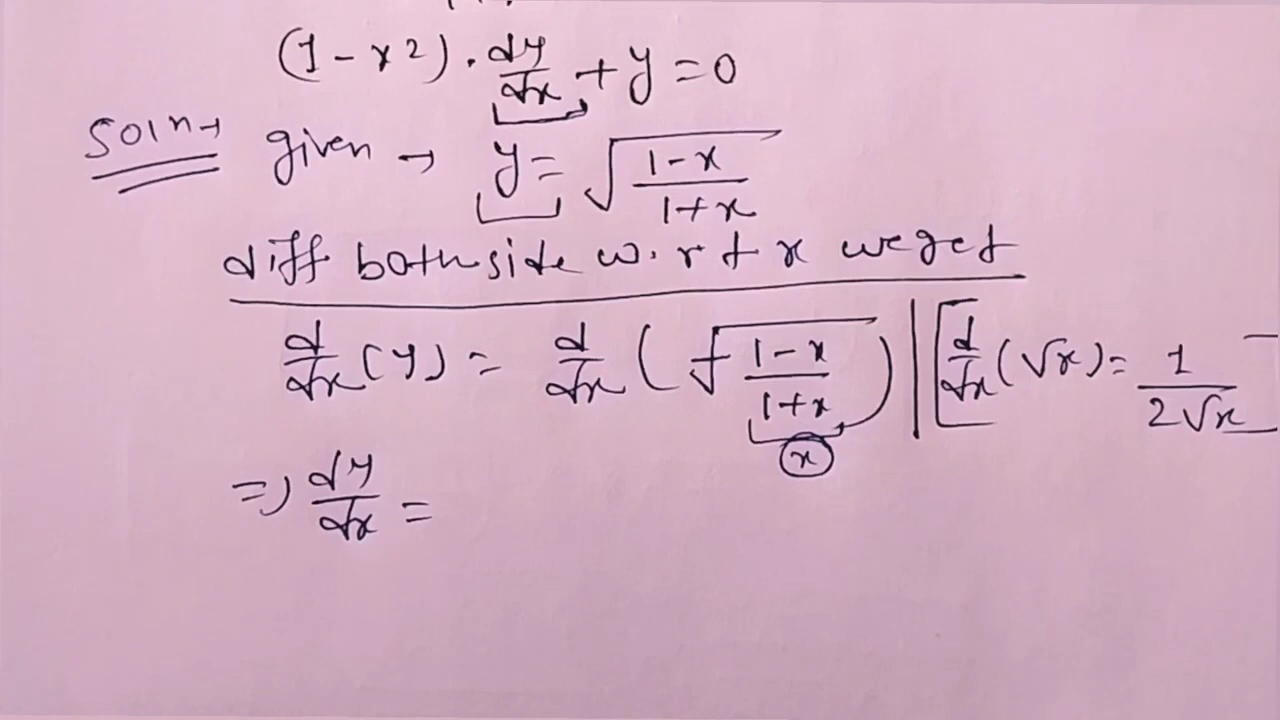 (1-x²).dy/dx+y=0
Soln→ given → y=√(1-x/1+x)
diff bothside w.r.t x we get
d/dx(y)= d/dx(√(1-x/1+x)) | [d/dx(√x)=1/2√x]
x
=) dy/dx=